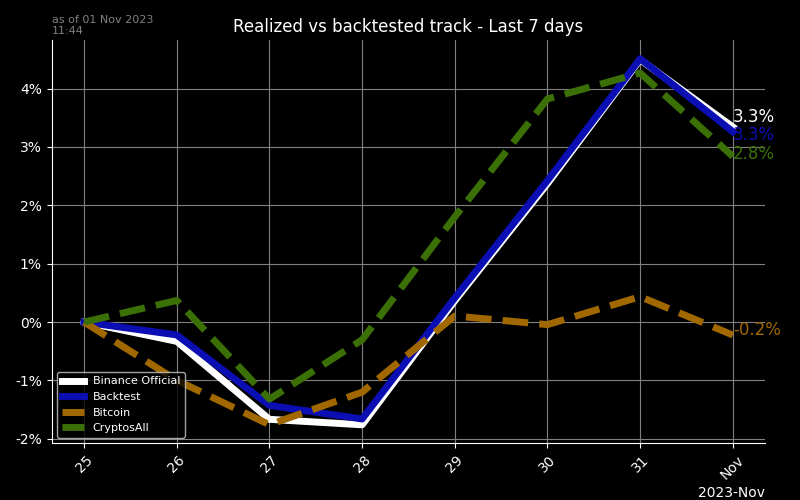 as of 01 Nov 2023
11:44
Realized vs backtested track - Last 7 days
4%
3%
2%
1%
0%
-1%
-2%
3.3%
3.3%
2.8%
-0.2%
Binance Official
Backtest
Bitcoin
CryptosAll
25
26
27
28
29
30
31
Nov
2023-Nov